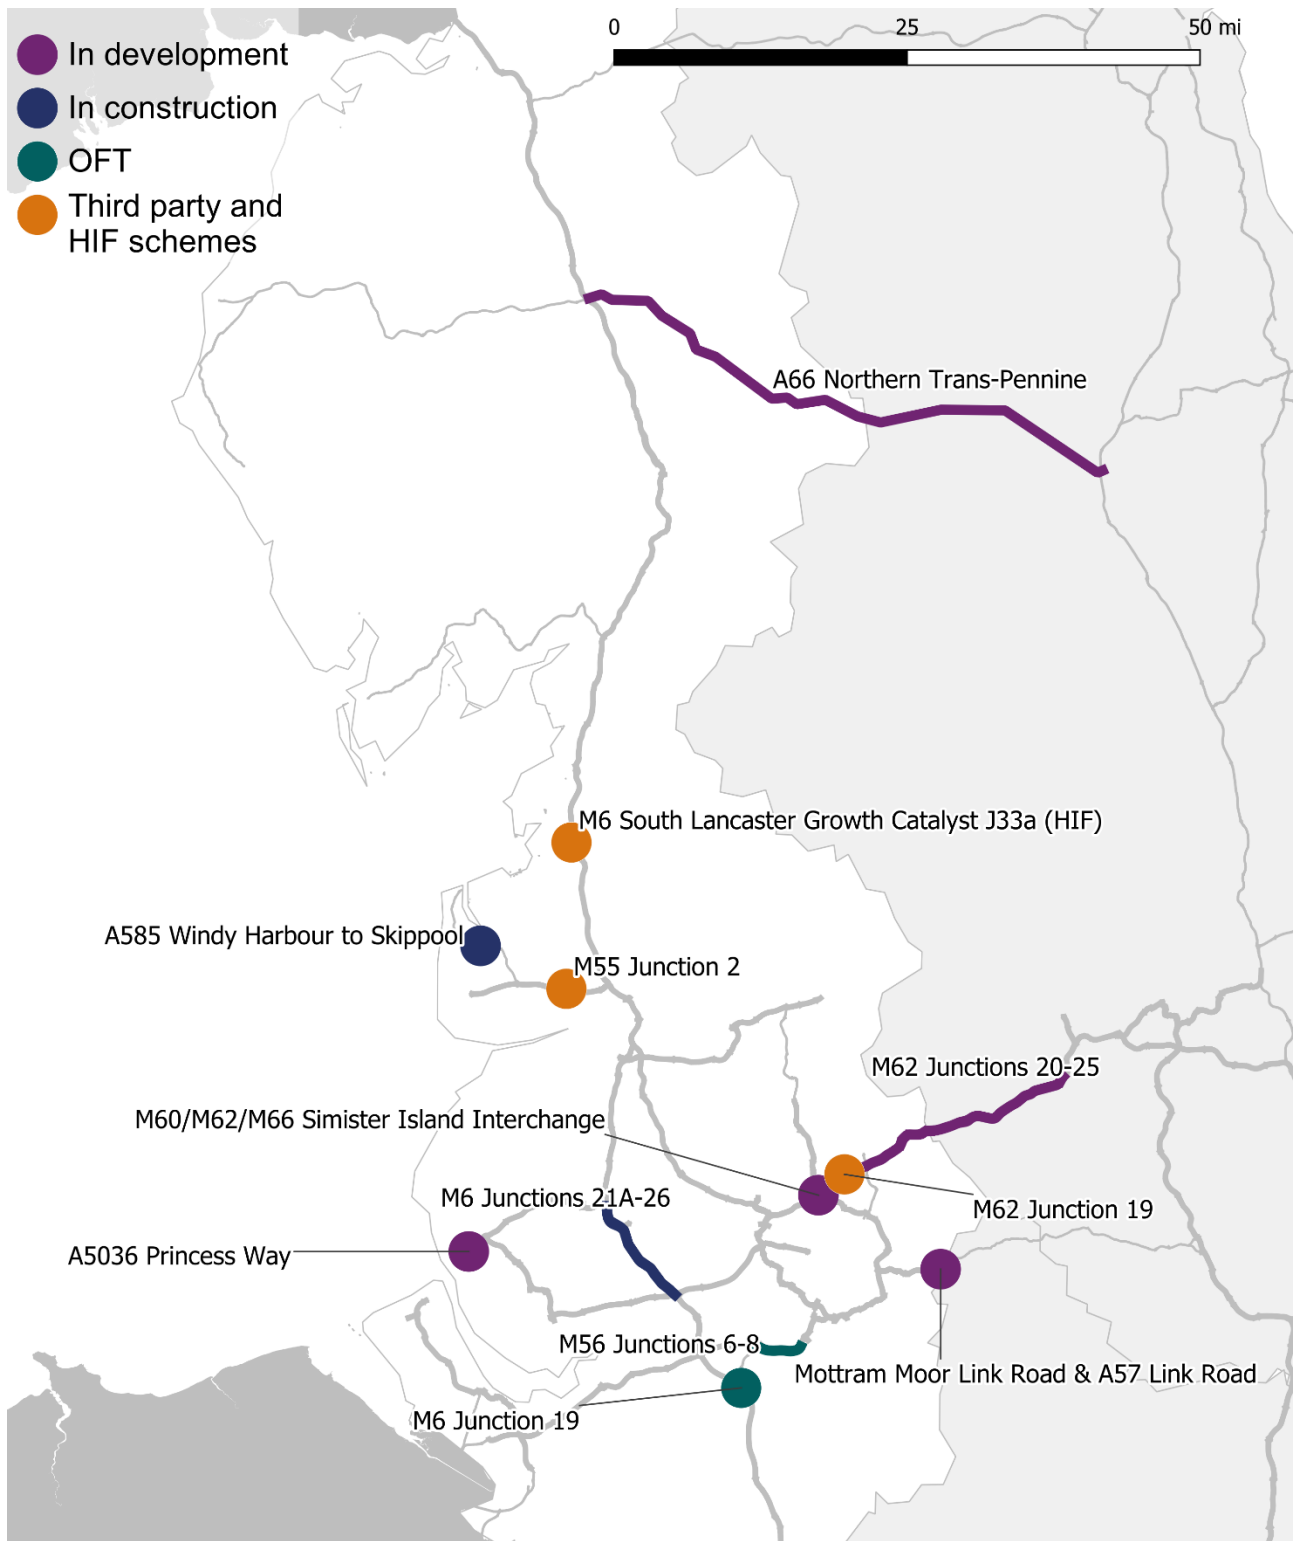 In development
In construction
OFT
Third party and
HIF schemes
0 25 50 mi
A66 Northern Trans-Pennine
M6 South Lancaster Growth Catalyst J33a (HIF)
A585 Windy Harbour to Skippool
M55 Junction 2
M62 Junctions 20-25
M60/M62/M66 Simister Island Interchange
M6 Junctions 21A-26
M62 Junction 19
A5036 Princess Way
M56 Junctions 6-8
Mottram Moor Link Road & A57 Link Road
M6 Junction 19